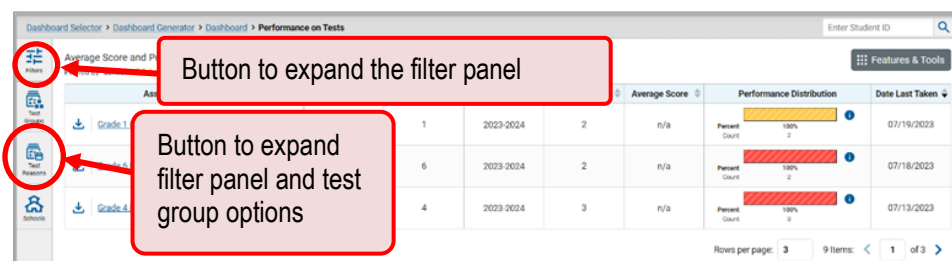 Dashboard Selector > Dashboard Generator > Dashboard > Performance on Tests
Enter Student ID
Filters
Average Score and P
Button to expand the filter panel
Features & Tools
Test Groups
Ass
Average Score
Performance Distribution
Date Last Taken
Grade 1
1
2023-2024
2
n/a
Percent 100%
Count 2
07/19/2023
Button to expand
filter panel and test
group options
Test Reasons
6
2023-2024
2
n/a
Percent 100%
Count 2
07/18/2023
Schools
Grade 4
4
2023-2024
3
n/a
Percent 100%
Count 3
07/13/2023
Rows per page: 3 9 Items: < 1 of 3 >